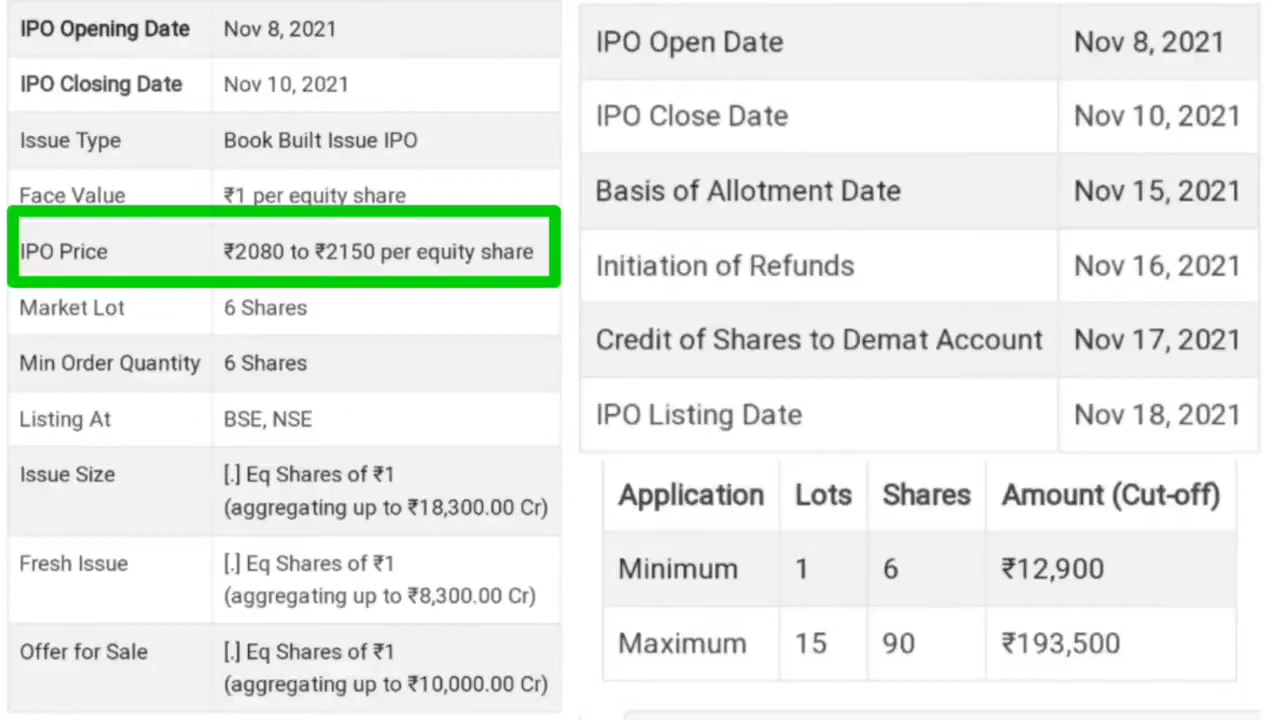 IPO Opening Date Nov 8, 2021
IPO Closing Date Nov 10, 2021
Issue Type Book Built Issue IPO
Face Value ₹1 per equity share
IPO Price ₹2080 to ₹2150 per equity share
Market Lot 6 Shares
Min Order Quantity 6 Shares
Listing At BSE, NSE
Issue Size [.] Eq Shares of ₹1
(aggregating up to ₹18,300.00 Cr)
Fresh Issue [.] Eq Shares of ₹1
(aggregating up to ₹8,300.00 Cr)
Offer for Sale [.] Eq Shares of ₹1
(aggregating up to ₹10,000.00 Cr)
IPO Open Date Nov 8, 2021
IPO Close Date Nov 10, 2021
Basis of Allotment Date Nov 15, 2021
Initiation of Refunds Nov 16, 2021
Credit of Shares to Demat Account Nov 17, 2021
IPO Listing Date Nov 18, 2021
Application Lots Shares Amount (Cut-off)
Minimum 1 6 ₹12,900
Maximum 15 90 ₹193,500